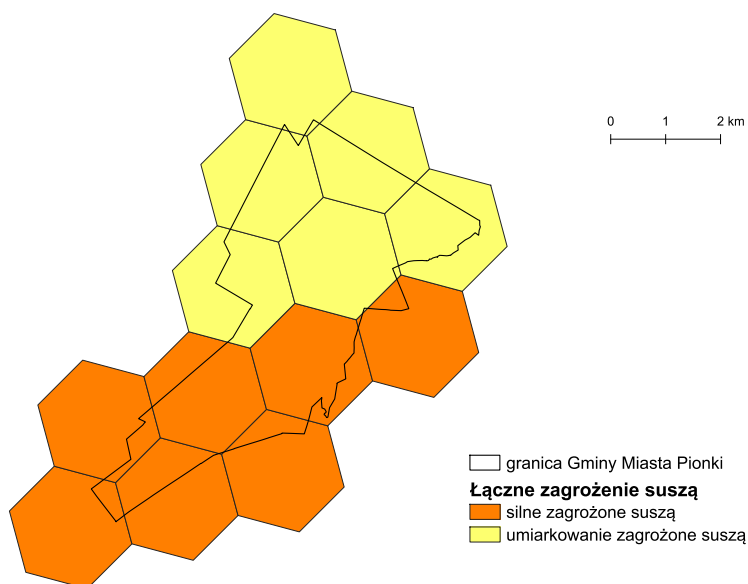 0 1 2 km
granica Gminy Miasta Pionki
Łączne zagrożenie suszą
silne zagrożone suszą
umiarkowanie zagrożone suszą